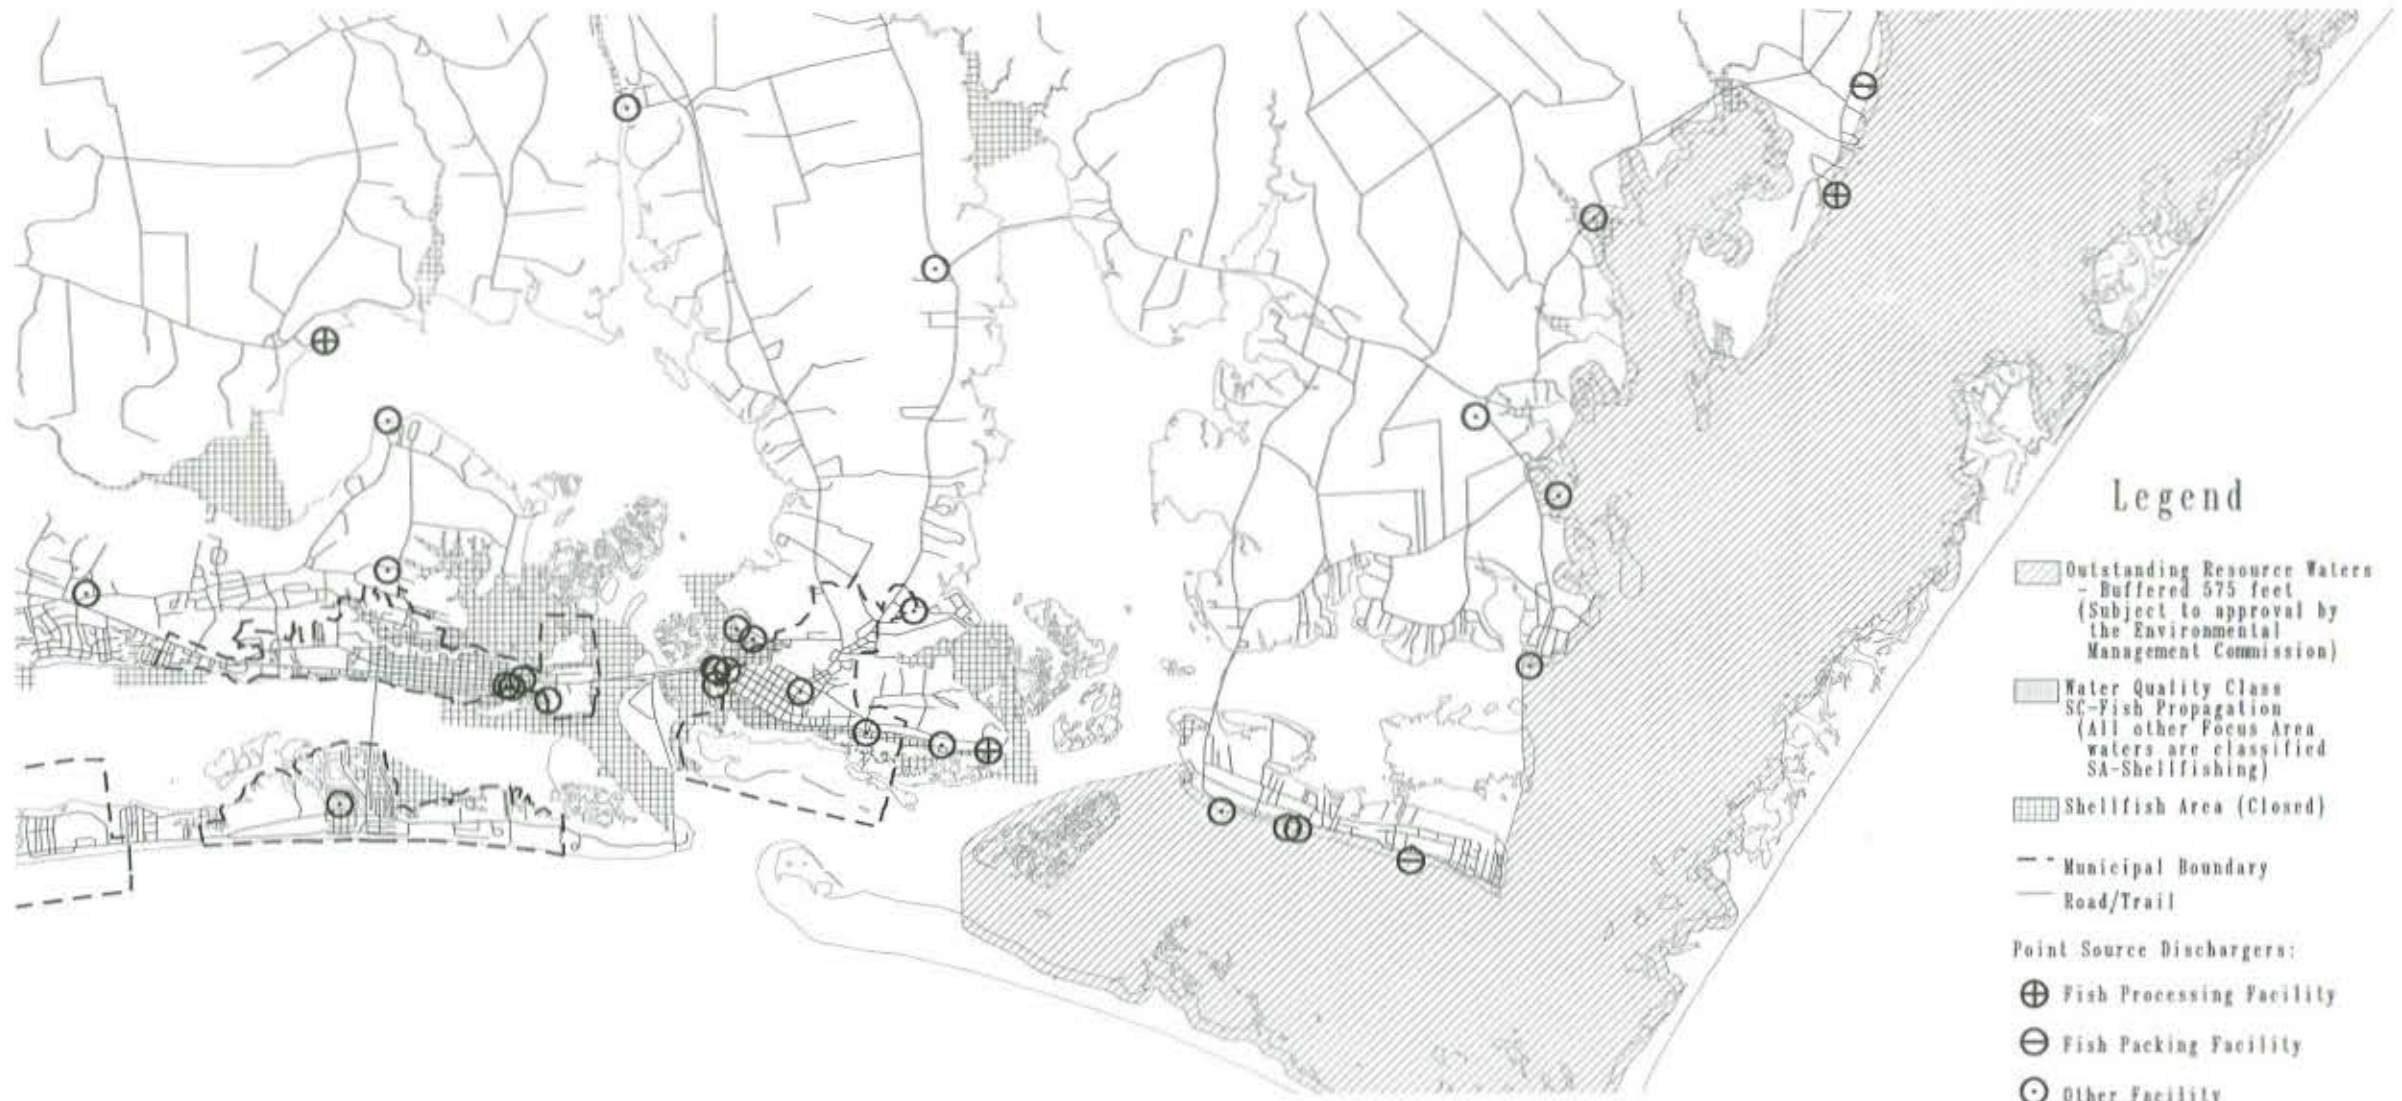 Legend
Outstanding Resource Waters
- Buffered 575 feet
(Subject to approval by
the Environmental
Management Commission)
Water Quality Class
SC-Fish Propagation
(All other Focus Area
waters are classified
SA-Shellfishing)
Shellfish Area (Closed)
Municipal Boundary
Road/Trail
Point Source Dischargers:
Fish Processing Facility
Fish Packing Facility
Other Facility